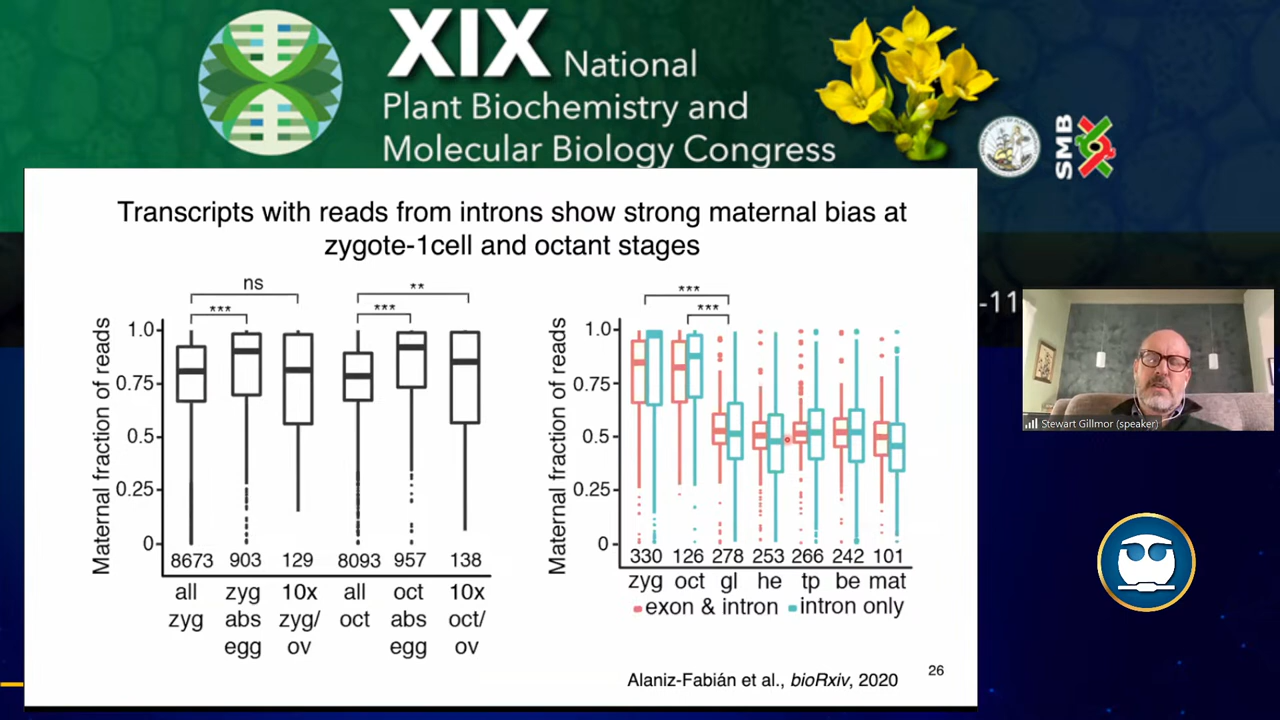 XIX National
Plant Biochemistry and
Molecular Biology Congress
SMB
Transcripts with reads from introns show strong maternal bias at
zygote-1cell and octant stages
ns
***
**
***
Maternal fraction of reads
1.0
0.75
0.5
0.25
0
8673 903 129 8093 957 138
all zyg 10x all oct 10x
zyg abs zyg/ oct abs oct/
egg ov egg ov
***
***
Maternal fraction of reads
1.0
0.75
0.5
0.25
0
330 126 278 253 266 242 101
zyg oct gl he tp be mat
exon & intron intron only
Alaniz-Fabián et al., bioRxiv, 2020
26
-11
Stewart Gillmor (speaker)